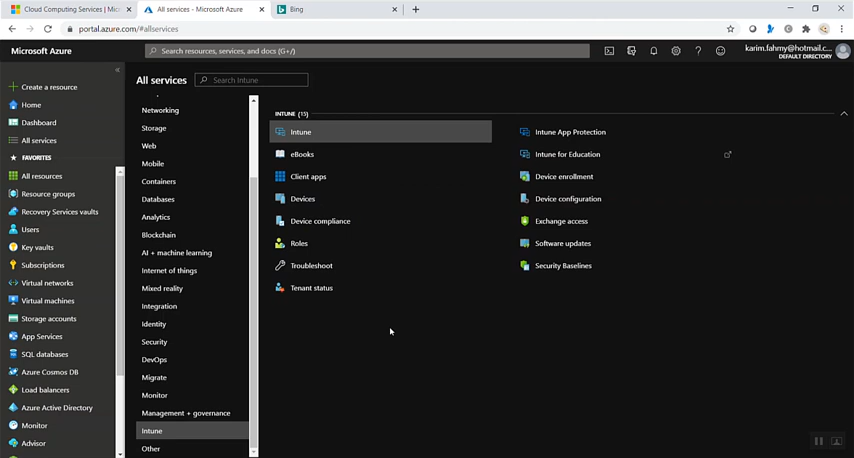 Cloud Computing Services | Mic
All services - Microsoft Azure
Bing
portal.azure.com/#allservices
Microsoft Azure
Search resources, services, and docs (G+/)
karim.fahmy@hotmail.c...
DEFAULT DIRECTORY
Create a resource
Home
Dashboard
All services
FAVORITES
All resources
Resource groups
Recovery Services vaults
Users
Key vaults
Subscriptions
Virtual networks
Virtual machines
Storage accounts
App Services
SQL databases
Azure Cosmos DB
Load balancers
Azure Active Directory
Monitor
Advisor
All services
Search Intune
Networking
Storage
Web
Mobile
Containers
Databases
Analytics
Blockchain
AI + machine learning
Internet of things
Mixed reality
Integration
Identity
Security
DevOps
Migrate
Monitor
Management + governance
Intune
Other
INTUNE (15)
Intune
eBooks
Client apps
Devices
Device compliance
Roles
Troubleshoot
Tenant status
Intune App Protection
Intune for Education
Device enrollment
Device configuration
Exchange access
Software updates
Security Baselines